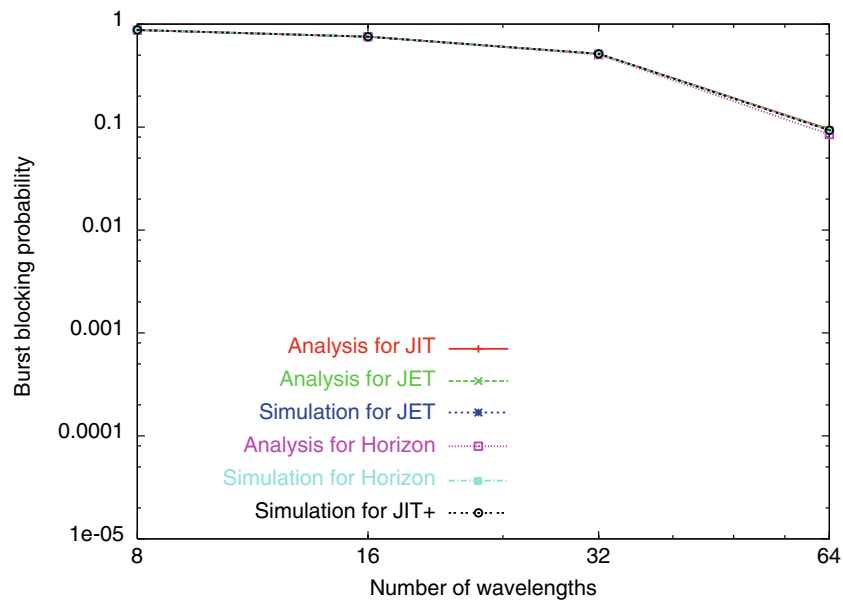 1
0.1
0.01
0.001
0.0001
1e-05
Burst blocking probability
Analysis for JIT
Analysis for JET
Simulation for JET
Analysis for Horizon
Simulation for Horizon
Simulation for JIT+
8
16
32
64
Number of wavelengths